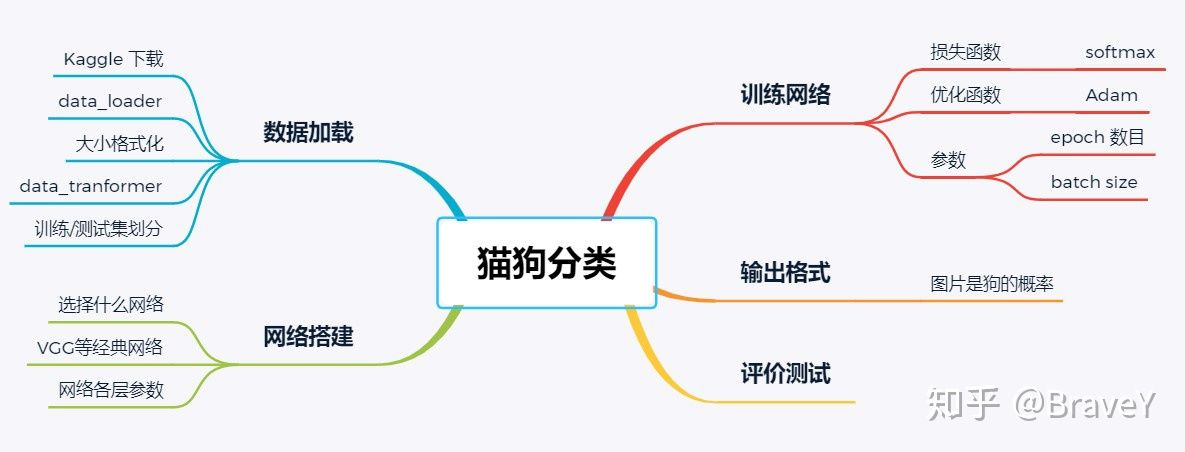 猫狗分类
数据加载
Kaggle 下载
data_loader
大小格式化
data_tranformer
训练/测试集划分
网络搭建
选择什么网络
VGG等经典网络
网络各层参数
训练网络
损失函数
softmax
优化函数
Adam
参数
epoch 数目
batch size
输出格式
图片是狗的概率
评价测试
知乎 @BraveY